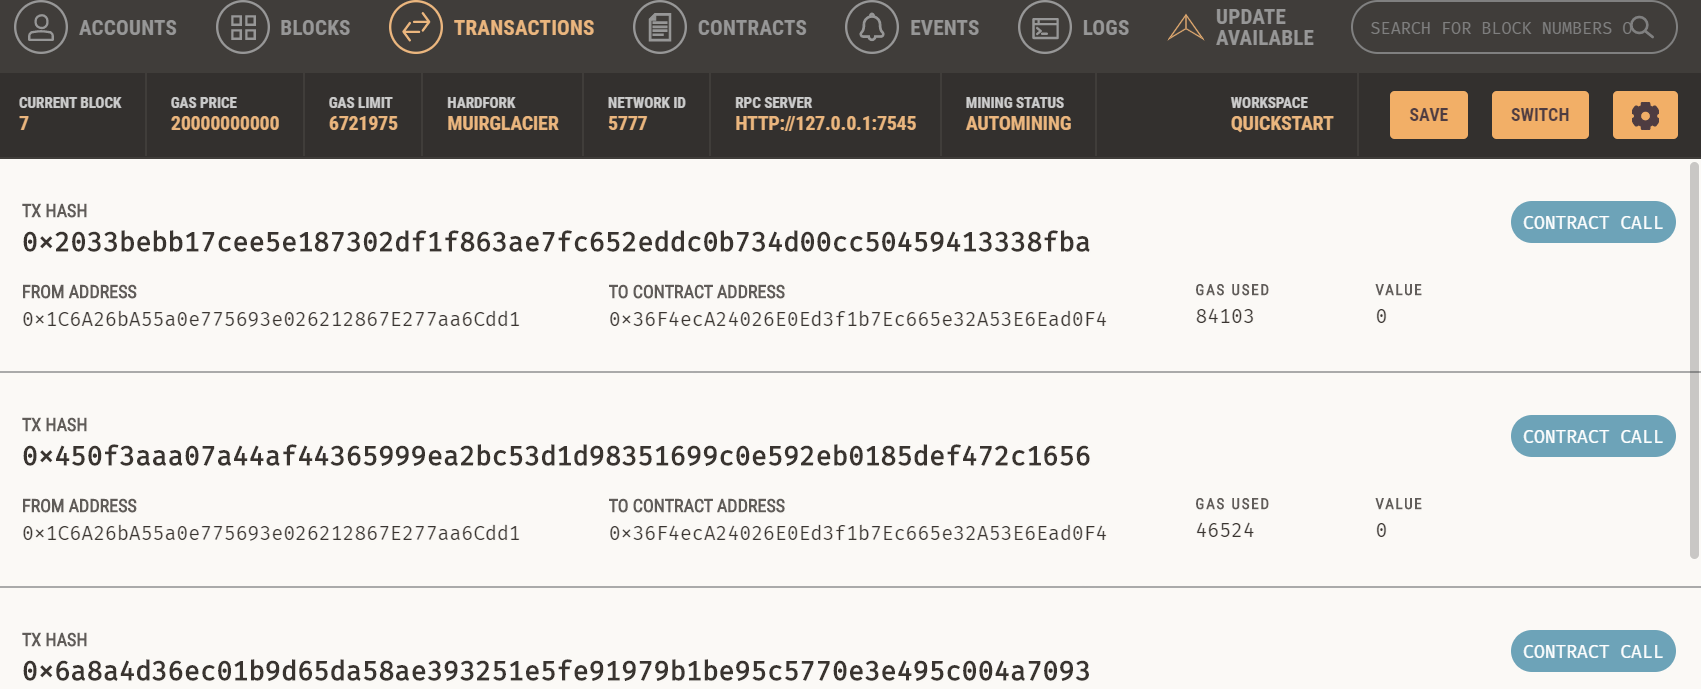 ACCOUNTS BLOCKS TRANSACTIONS CONTRACTS EVENTS LOGS UPDATE AVAILABLE SEARCH FOR BLOCK NUMBERS O
CURRENT BLOCK GAS PRICE GAS LIMIT HARDFORK NETWORK ID RPC SERVER MINING STATUS WORKSPACE
7 20000000000 6721975 MUIRGLACIER 5777 HTTP://127.0.0.1:7545 AUTOMINING QUICKSTART
SAVE SWITCH
TX HASH
0×2033bebb17cee5e187302df1f863ae7fc652eddc0b734d00cc50459413338fba
CONTRACT CALL
FROM ADDRESS TO CONTRACT ADDRESS GAS USED VALUE
0×1C6A26bA55a0e775693e026212867E277aa6Cdd1 0×36F4ecA24026E0Ed3f1b7Ec665e32A53E6Ead0F4 84103 0
TX HASH
0×450f3aaa07a44af44365999ea2bc53d1d98351699c0e592eb0185def472c1656
CONTRACT CALL
FROM ADDRESS TO CONTRACT ADDRESS GAS USED VALUE
0×1C6A26bA55a0e775693e026212867E277aa6Cdd1 0×36F4ecA24026E0Ed3f1b7Ec665e32A53E6Ead0F4 46524 0
TX HASH
0×6a8a4d36ec01b9d65da58ae393251e5fe91979b1be95c5770e3e495c004a7093
CONTRACT CALL